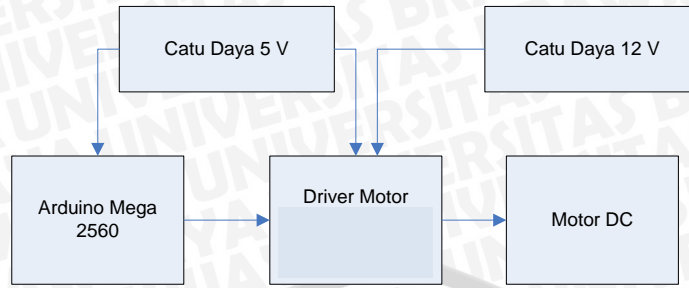 Catu Daya 5 V
Catu Daya 12 V
Arduino Mega
2560
Driver Motor
Motor DC